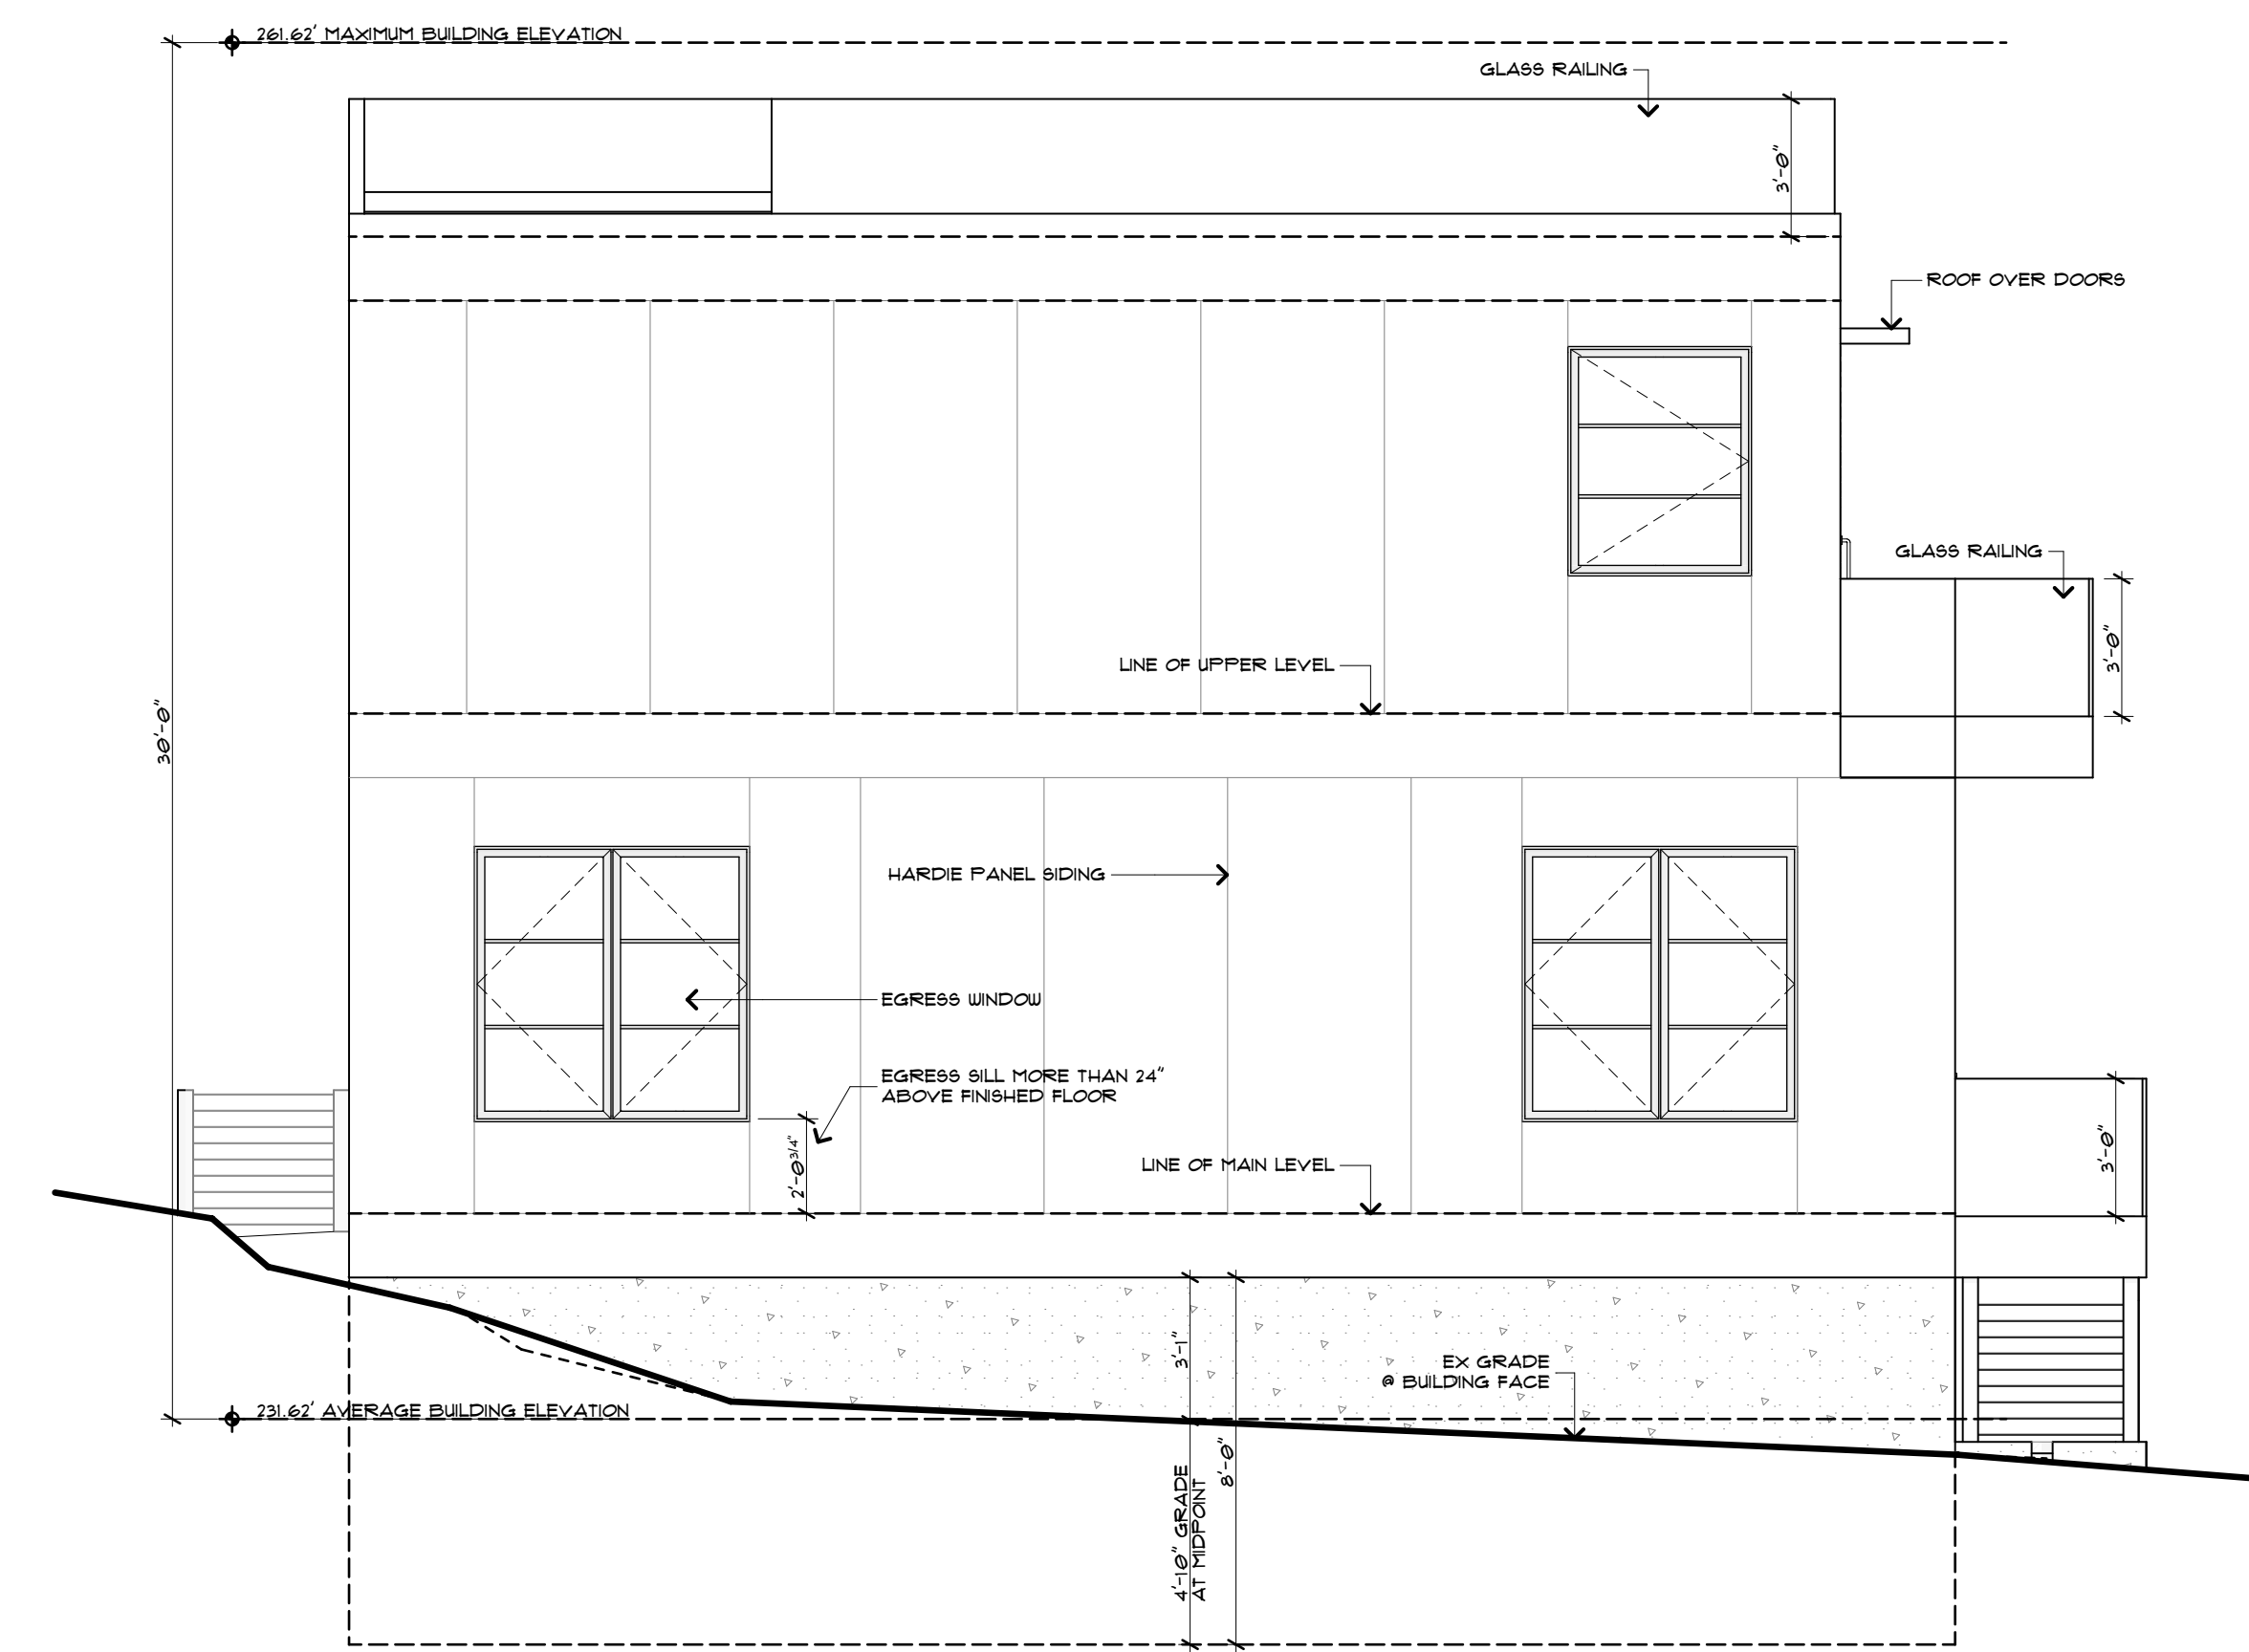 261.62' MAXIMUM BUILDING ELEVATION
GLASS RAILING
3'-0"
ROOF OVER DOORS
GLASS RAILING
3'-0"
LINE OF UPPER LEVEL
30'-0"
HARDIE PANEL SIDING
EGRESS WINDOW
EGRESS SILL MORE THAN 24"
ABOVE FINISHED FLOOR
2'-0 3/4"
LINE OF MAIN LEVEL
3'-0"
3'-1"
EX GRADE
@ BUILDING FACE
231.62' AVERAGE BUILDING ELEVATION
8'-0"
4'-10" GRADE
AT MIDPOINT